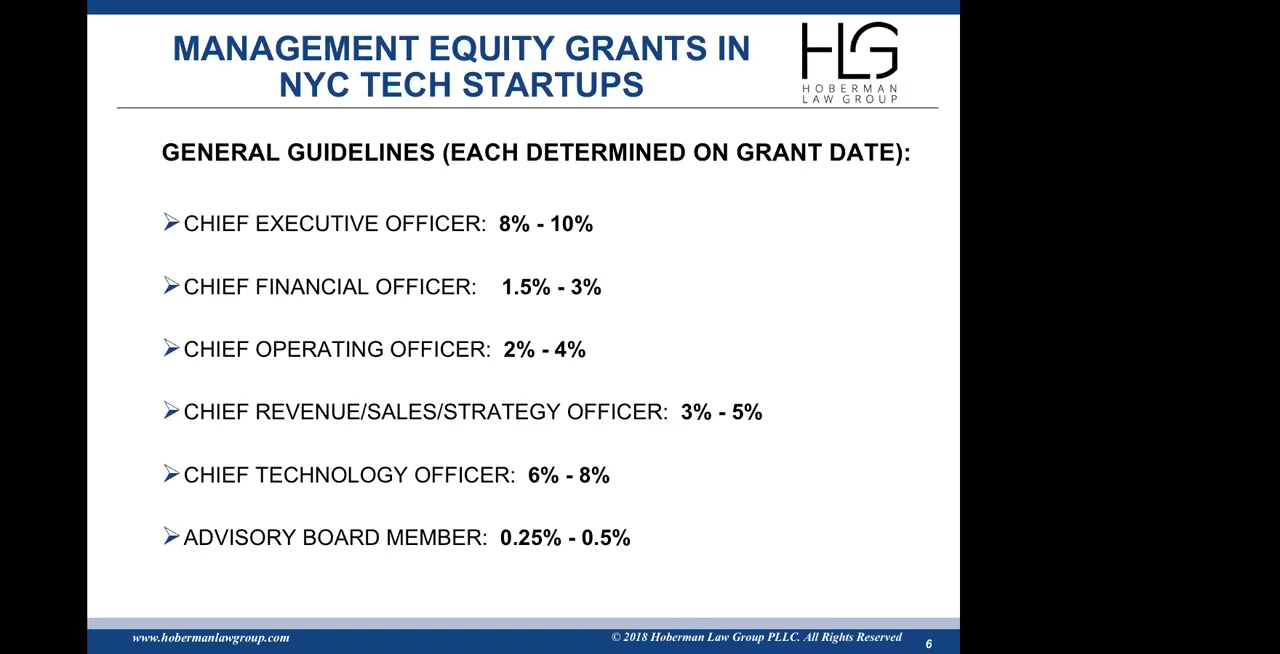 MANAGEMENT EQUITY GRANTS IN
NYC TECH STARTUPS
HLG
HOBERMAN
LAW GROUP
GENERAL GUIDELINES (EACH DETERMINED ON GRANT DATE):
CHIEF EXECUTIVE OFFICER: 8% - 10%
CHIEF FINANCIAL OFFICER: 1.5% - 3%
CHIEF OPERATING OFFICER: 2% - 4%
CHIEF REVENUE/SALES/STRATEGY OFFICER: 3% - 5%
CHIEF TECHNOLOGY OFFICER: 6% - 8%
ADVISORY BOARD MEMBER: 0.25% - 0.5%
www.hobermanlawgroup.com
© 2018 Hoberman Law Group PLLC. All Rights Reserved
6